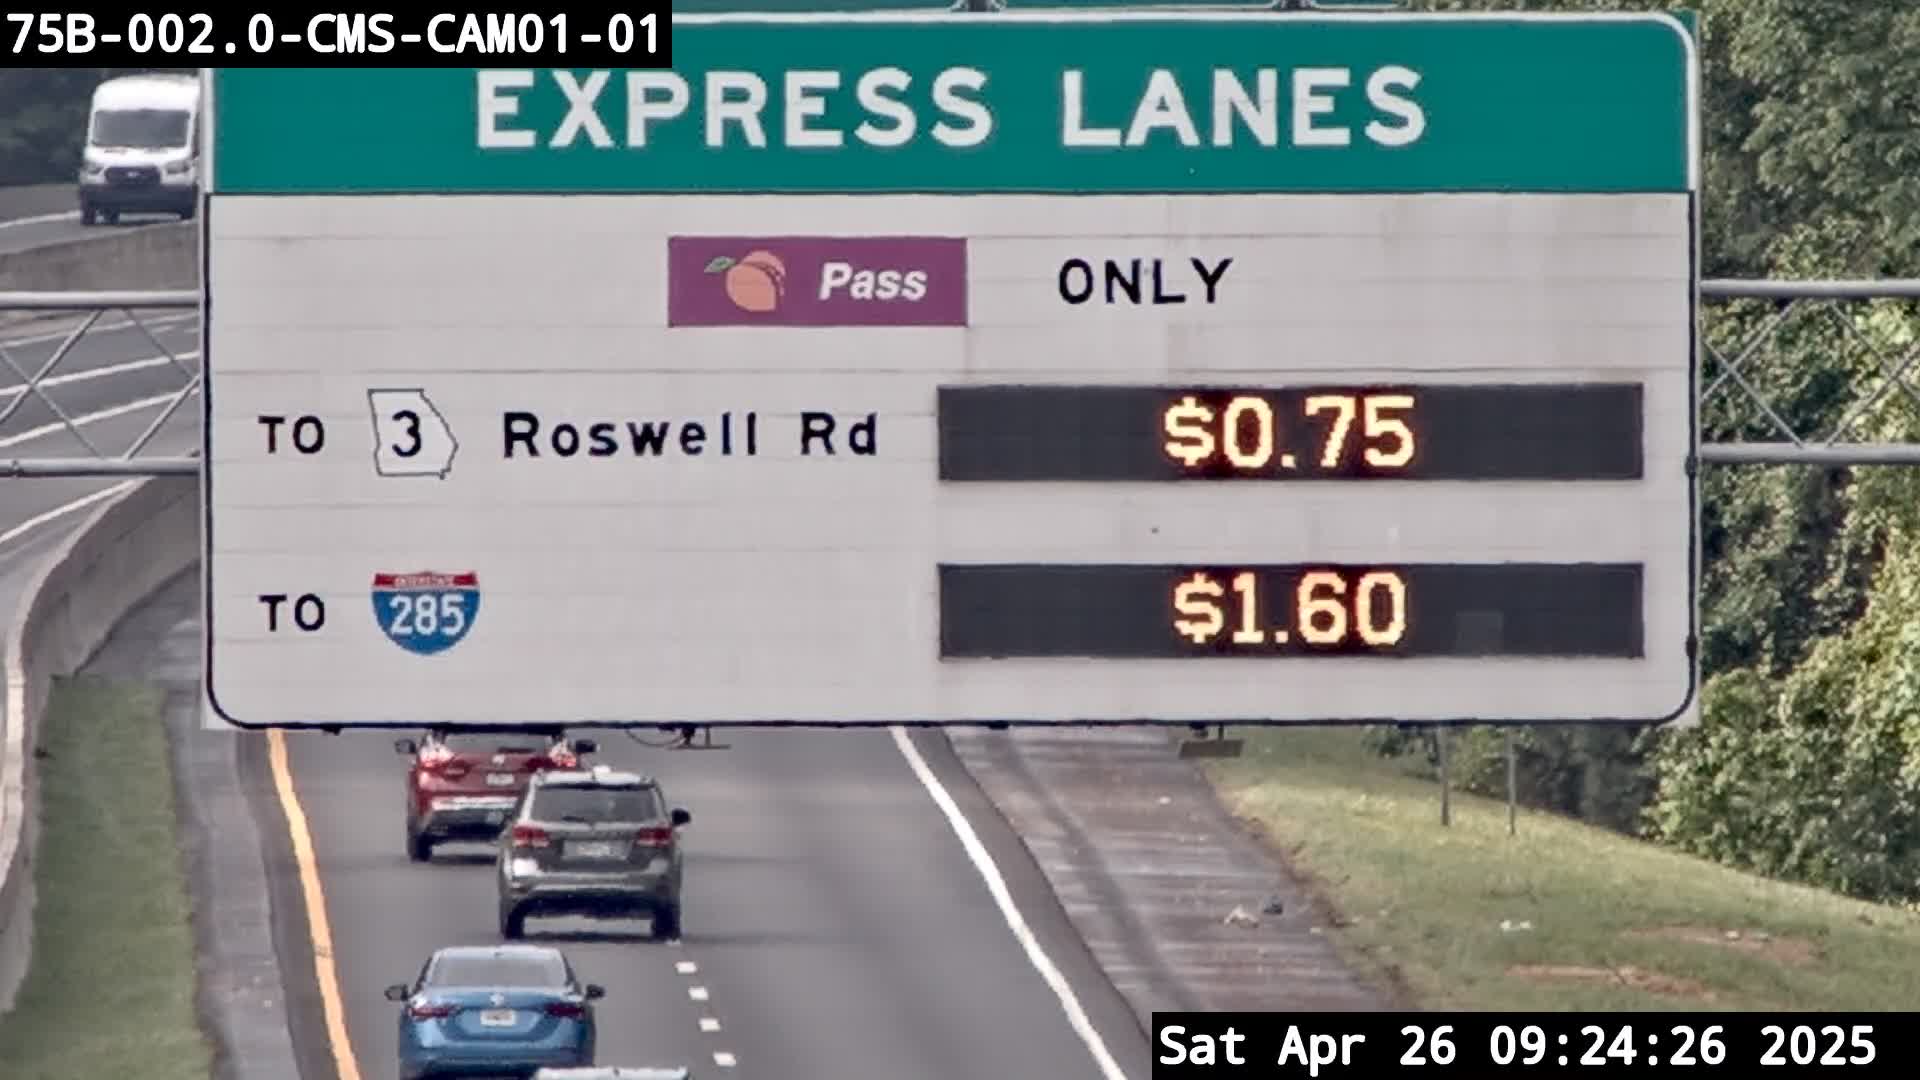 75B-002.0-CMS-CAM01-01
EXPRESS LANES
Pass ONLY
TO 3 Roswell Rd $0.75
INTERSTATE
TO 285 $1.60
Sat Apr 26 09:24:26 2025